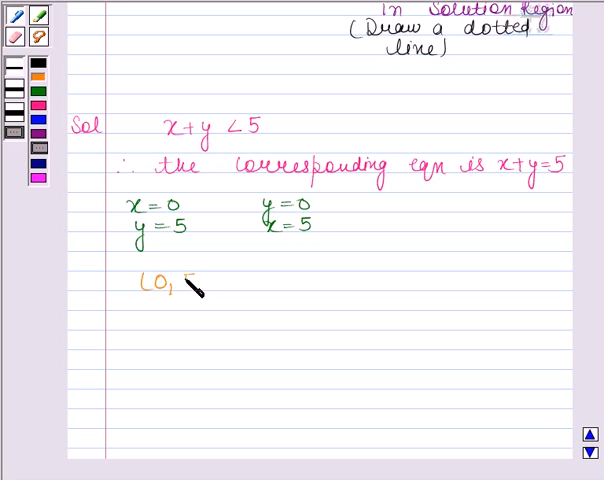 In Solution Region
(Draw a dotted
line)
Sol x+y <5
∴ the corresponding eqn is x+y=5
x=0 y=0
y=5 x=5
(0,